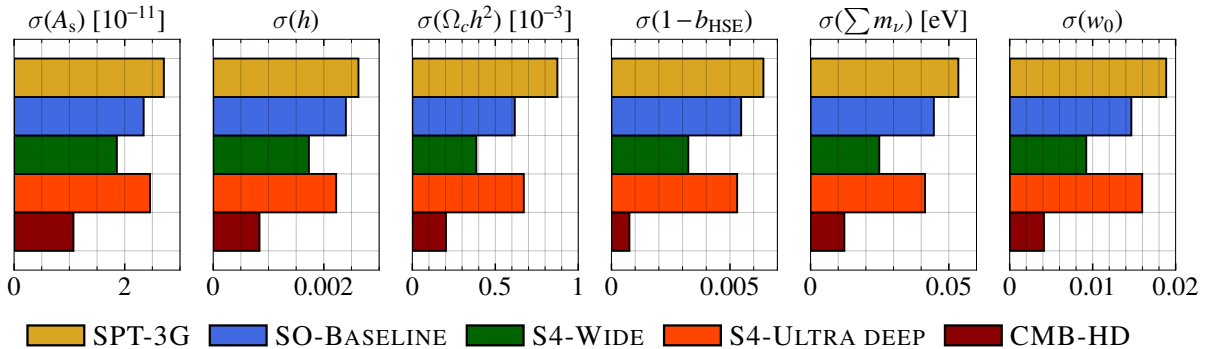 σ(A_s) [10^{-11}] σ(h) σ(Ω_c h^2) [10^{-3}] σ(1−b_HSE) σ(∑ m_ν) [eV] σ(w_0)
0 2 0 0.002 0 0.5 1 0 0.005 0 0.05 0 0.01 0.02
SPT-3G SO-BASELINE S4-WIDE S4-ULTRA DEEP CMB-HD